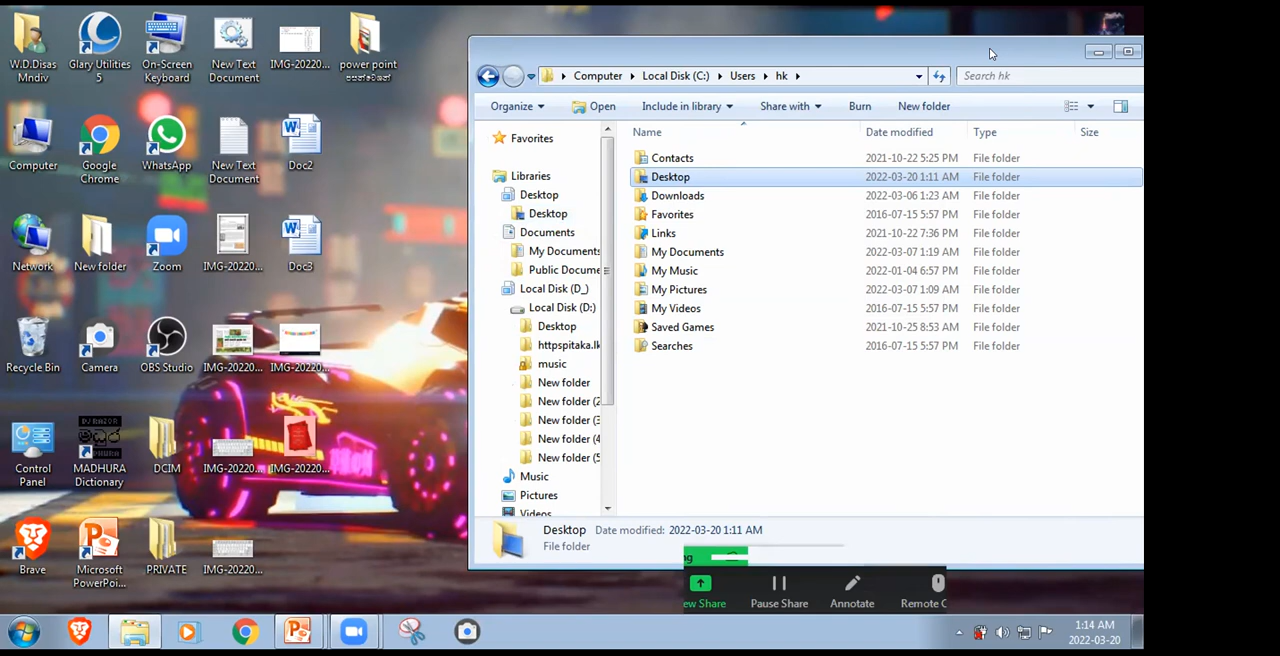 W.D.Disas Mndiv
Glary Utilities 5
On-Screen Keyboard
New Text Document
IMG-20220...
power point
Computer
Google Chrome
WhatsApp
New Text Document
Doc2
Network
New folder
Zoom
IMG-20220...
Doc3
Recycle Bin
Camera
OBS Studio
IMG-20220...
IMG-20220...
Control Panel
MADHURA Dictionary
DCIM
IMG-20220...
IMG-20220...
Brave
Microsoft PowerPoi...
PRIVATE
IMG-20220...
Computer
Local Disk (C:)
Users
hk
Search hk
Organize
Open
Include in library
Share with
Burn
New folder
Favorites
Libraries
Desktop
Desktop
Documents
My Documents
Public Docume
Local Disk (D_)
Local Disk (D:)
Desktop
httpspitaka.lk
music
New folder
New folder (2
New folder (3
New folder (4
New folder (5
Music
Pictures
Videos
Name Date modified Type Size
Contacts 2021-10-22 5:25 PM File folder
Desktop 2022-03-20 1:11 AM File folder
Downloads 2022-03-06 1:23 AM File folder
Favorites 2016-07-15 5:57 PM File folder
Links 2021-10-22 7:36 PM File folder
My Documents 2022-03-07 1:19 AM File folder
My Music 2022-01-04 6:57 PM File folder
My Pictures 2022-03-07 1:09 AM File folder
My Videos 2016-07-15 5:57 PM File folder
Saved Games 2021-10-25 8:53 AM File folder
Searches 2016-07-15 5:57 PM File folder
Desktop Date modified: 2022-03-20 1:11 AM
File folder
ng
ew Share
Pause Share
Annotate
Remote C
1:14 AM
2022-03-20